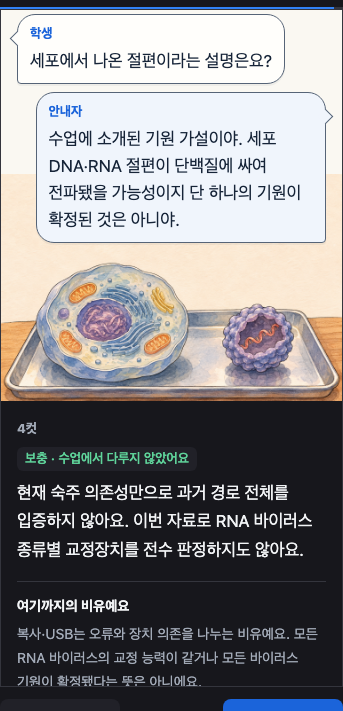 학생
세포에서 나온 절편이라는 설명은요?
안내자
수업에 소개된 기원 가설이야. 세포
DNA·RNA 절편이 단백질에 싸여
전파됐을 가능성이지 단 하나의 기원이
확정된 것은 아니야.
4컷
보충 · 수업에서 다루지 않았어요
현재 숙주 의존성만으로 과거 경로 전체를
입증하지 않아요. 이번 자료로 RNA 바이러스
종류별 교정장치를 전수 판정하지도 않아요.
여기까지의 비유예요
복사·USB는 오류와 장치 의존을 나누는 비유예요. 모든
RNA 바이러스의 교정 능력이 같거나 모든 바이러스
기원이 확정됐다는 뜻은 아니에요.